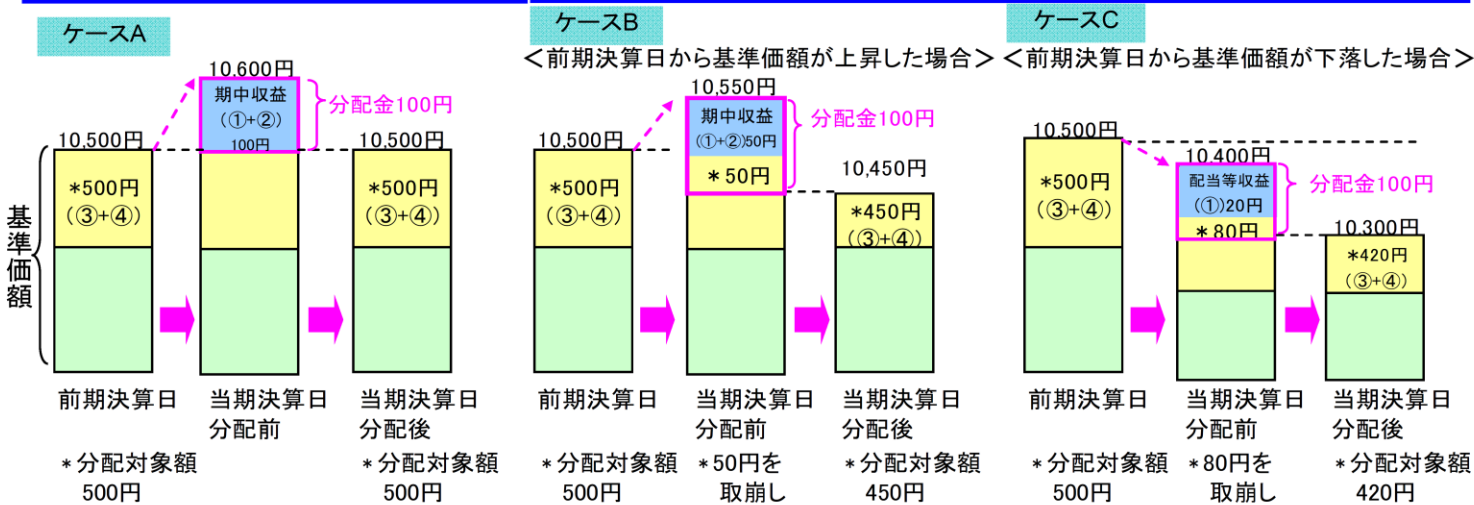 ケースA
10,600円
期中収益
(①+②)
100円
分配金100円
10,500円
10,500円
*500円
(③+④)
*500円
(③+④)
基準価額
前期決算日
当期決算日
分配前
当期決算日
分配後
*分配対象額
500円
*分配対象額
500円
ケースB
<前期決算日から基準価額が上昇した場合>
10,550円
期中収益
(①+②)50円
*50円
分配金100円
10,500円
*500円
(③+④)
10,450円
*450円
(③+④)
前期決算日
当期決算日
分配前
当期決算日
分配後
*分配対象額
500円
*50円を
取崩し
*分配対象額
450円
ケースC
<前期決算日から基準価額が下落した場合>
10,500円
*500円
(③+④)
10,400円
配当等収益
(①)20円
*80円
分配金100円
10,300円
*420円
(③+④)
前期決算日
当期決算日
分配前
当期決算日
分配後
*分配対象額
500円
*80円を
取崩し
*分配対象額
420円